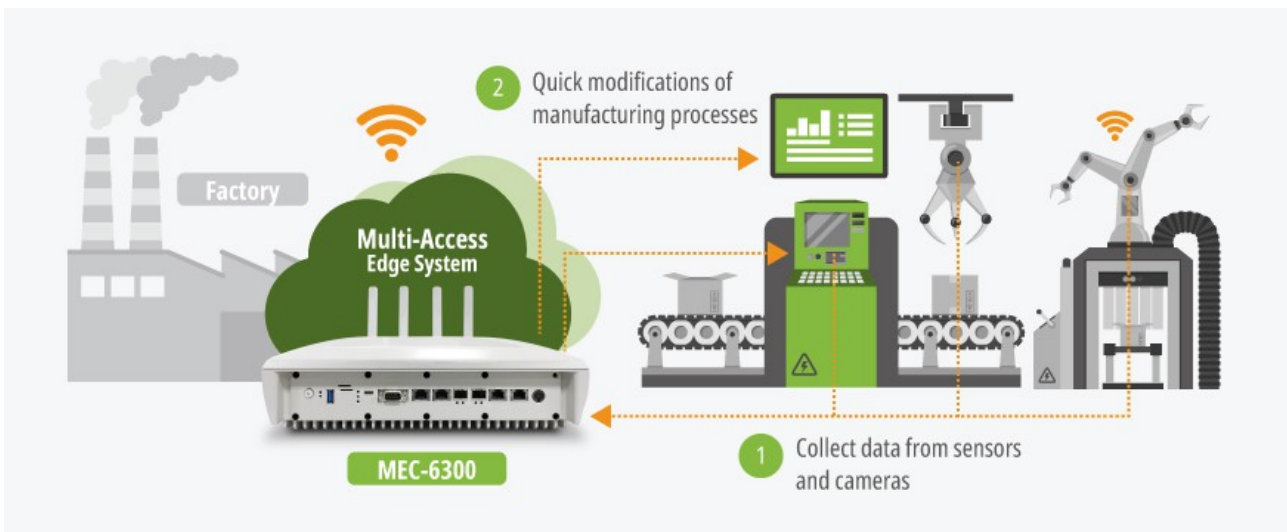 2
Quick modifications of
manufacturing processes
Factory
Multi-Access
Edge System
MEC-6300
1
Collect data from sensors
and cameras